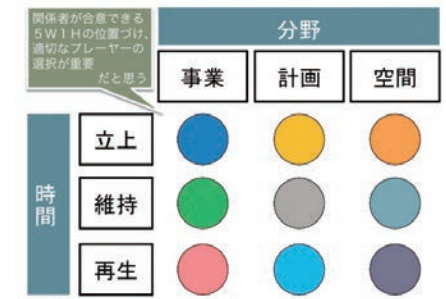 関係者が合意できる
５Ｗ１Ｈの位置づけ、
適切なプレーヤーの
選択が重要
だと思う
分野
事業 計画 空間
時間
立上
維持
再生